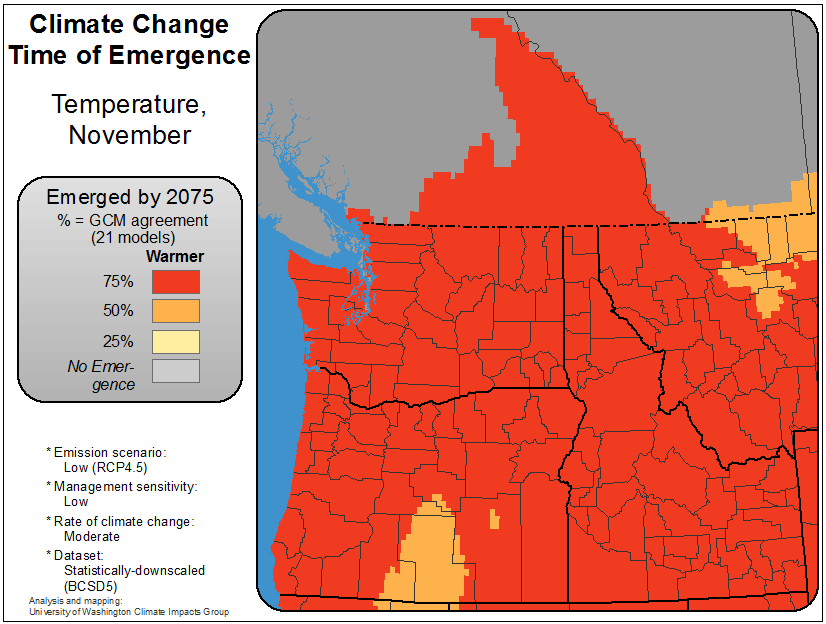 Climate Change
Time of Emergence
Temperature,
November
Emerged by 2075
% = GCM agreement
(21 models)
Warmer
75%
50%
25%
No Emer-
gence
* Emission scenario:
Low (RCP4.5)
* Management sensitivity:
Low
* Rate of climate change:
Moderate
* Dataset:
Statistically-downscaled
(BCSD5)
Analysis and mapping:
University of Washington Climate Impacts Group